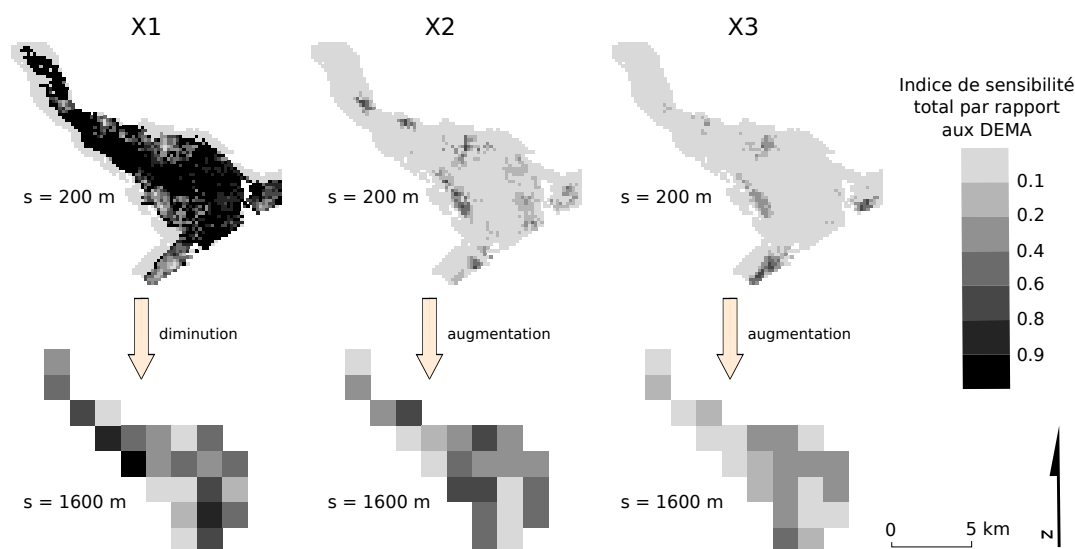 X1
X2
X3
Indice de sensibilité
total par rapport
aux DEMA
0.1
0.2
0.4
0.6
0.8
0.9
s = 200 m
s = 200 m
s = 200 m
diminution
augmentation
augmentation
s = 1600 m
s = 1600 m
s = 1600 m
0
5 km
N